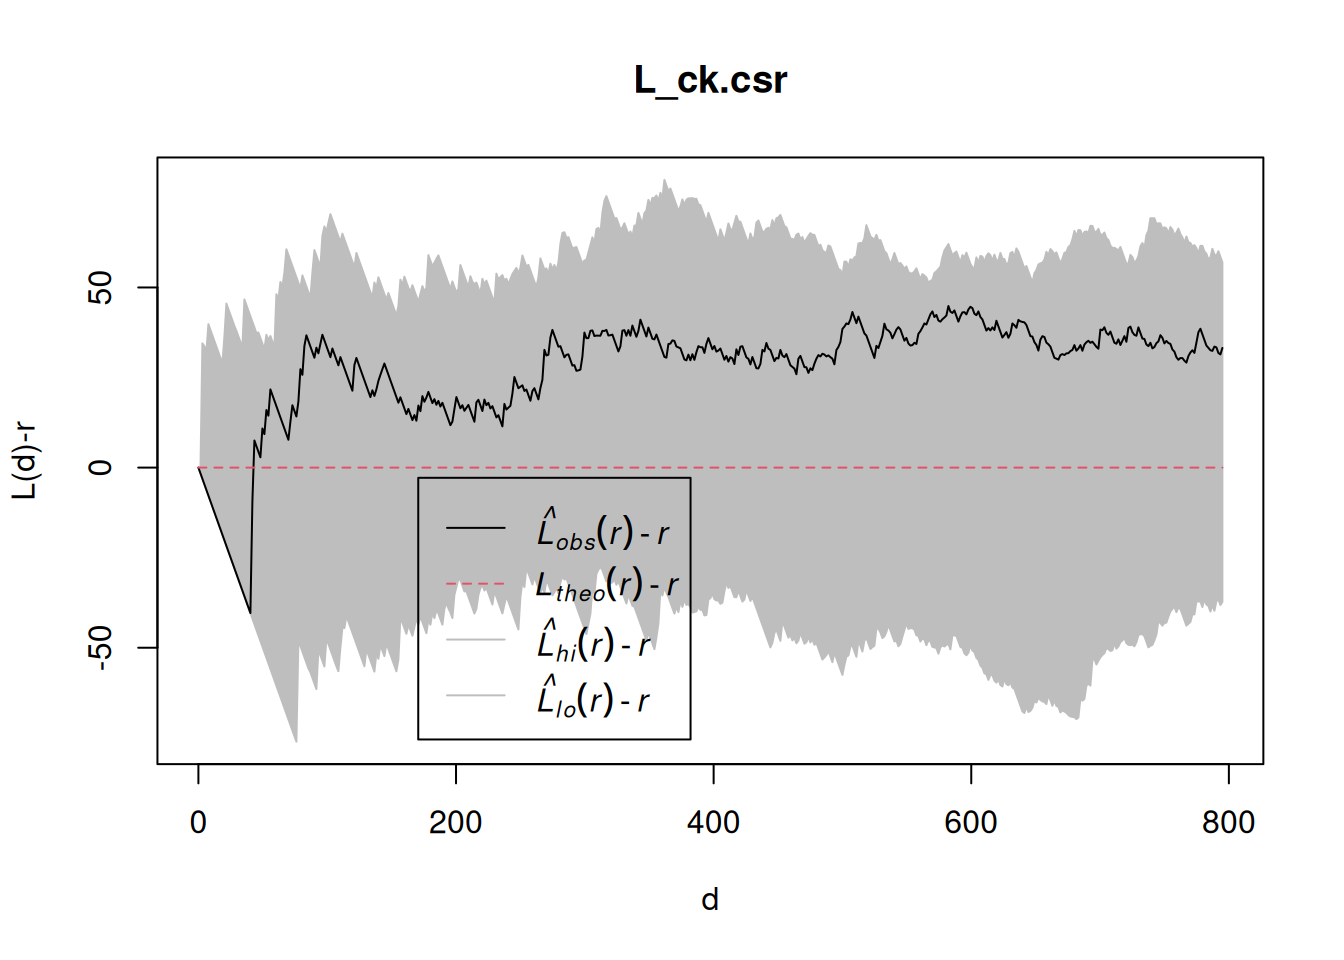 L_ck.csr
L(d)-r
50
0
-50
L̂obs(r) - r
Ltheo(r) - r
L̂hi(r) - r
L̂lo(r) - r
0 200 400 600 800
d